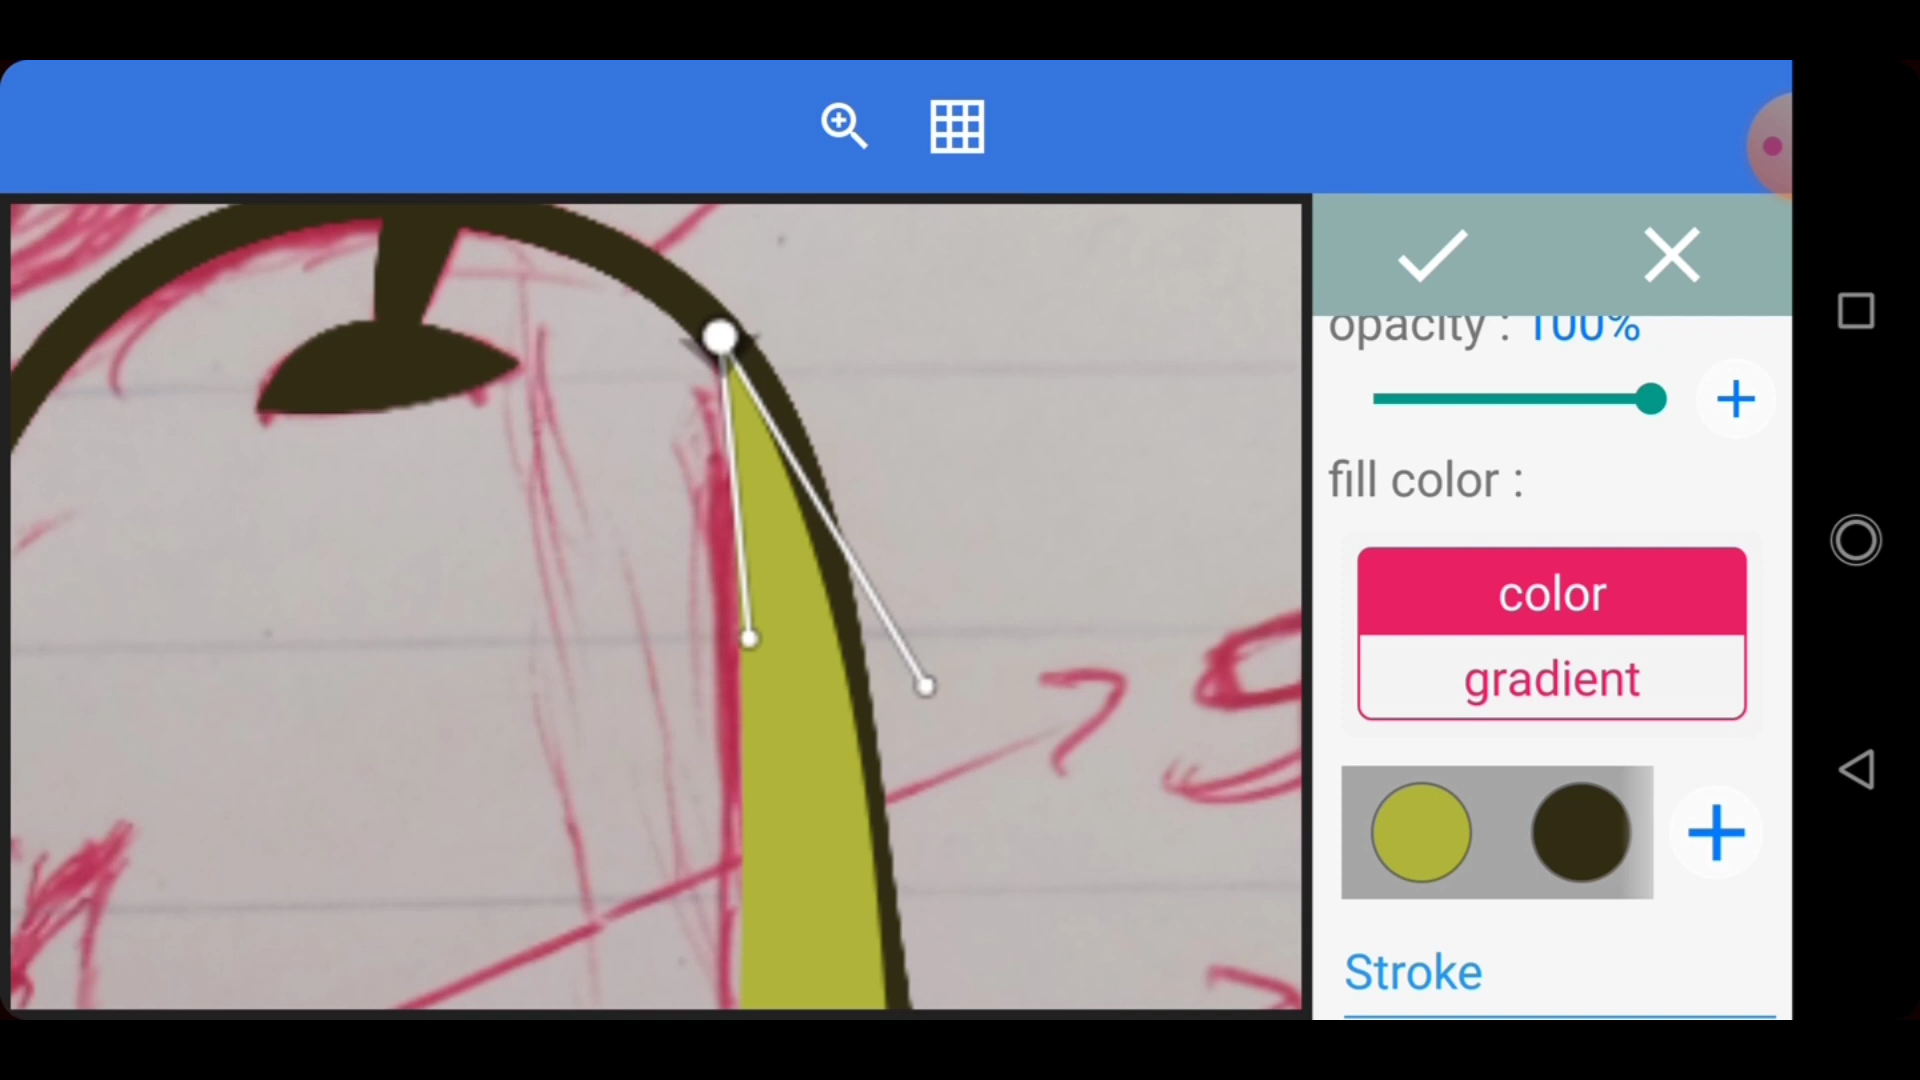 opacity : 100%
fill color :
color
gradient
Stroke